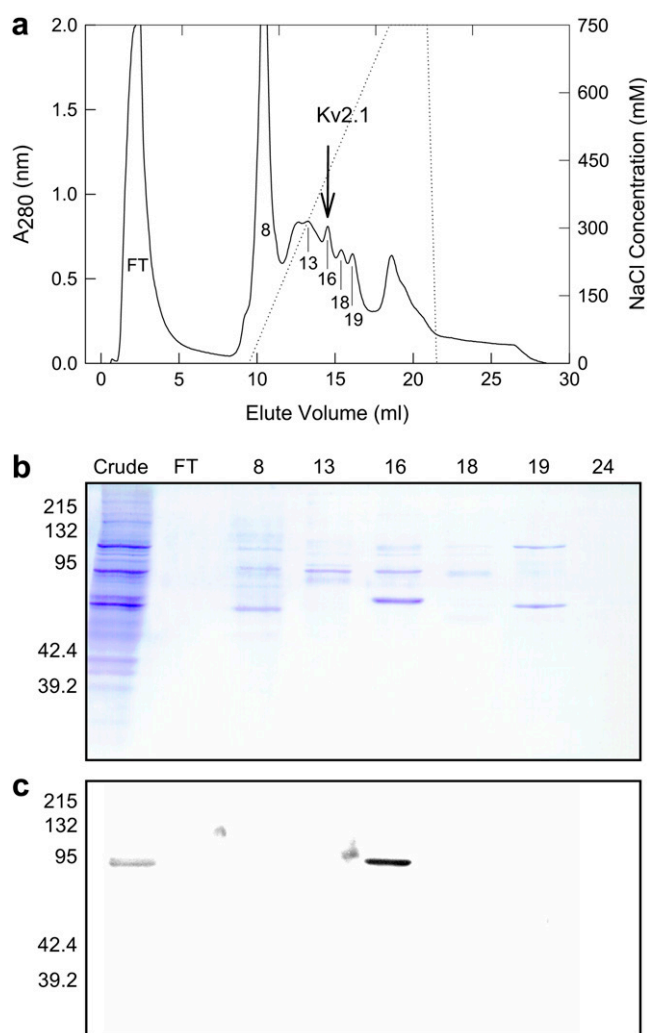 a
2.0
1.5
1.0
0.5
0.0
A280 (nm)
750
600
450
300
150
0
NaCl Concentration (mM)
Kv2.1
FT
8
13
16
18
19
0 5 10 15 20 25 30
Elute Volume (ml)
b
Crude FT 8 13 16 18 19 24
215
132
95
42.4
39.2
c
215
132
95
42.4
39.2